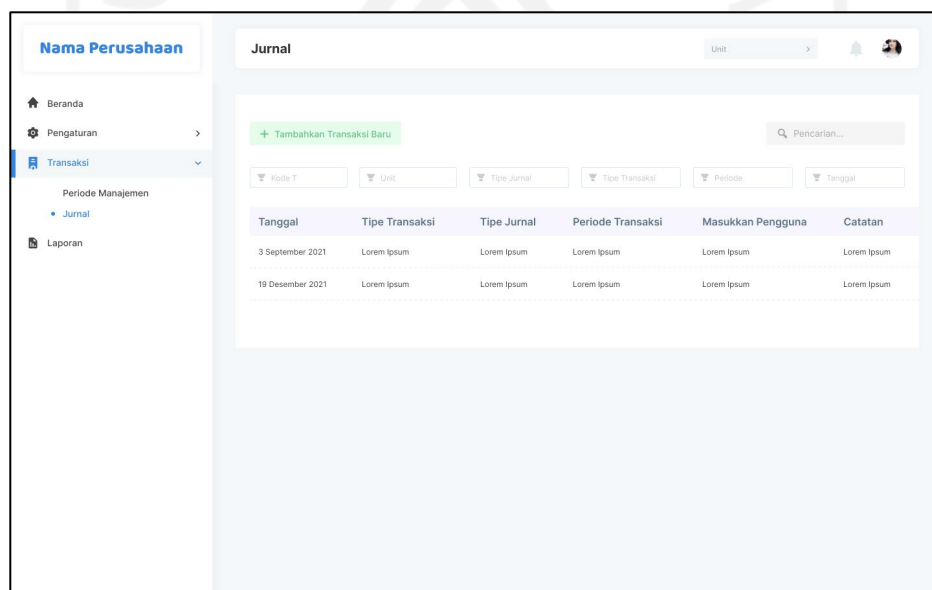 Nama Perusahaan
Jurnal
Unit
Beranda
Pengaturan
Transaksi
Periode Manajemen
Jurnal
Laporan
+ Tambahkan Transaksi Baru
Pencarian...
Kode T Unit Tipe Jurnal Tipe Transaksi Periode Tanggal
Tanggal Tipe Transaksi Tipe Jurnal Periode Transaksi Masukkan Pengguna Catatan
3 September 2021 Lorem Ipsum Lorem Ipsum Lorem Ipsum Lorem Ipsum Lorem Ipsum
19 Desember 2021 Lorem Ipsum Lorem Ipsum Lorem Ipsum Lorem Ipsum Lorem Ipsum